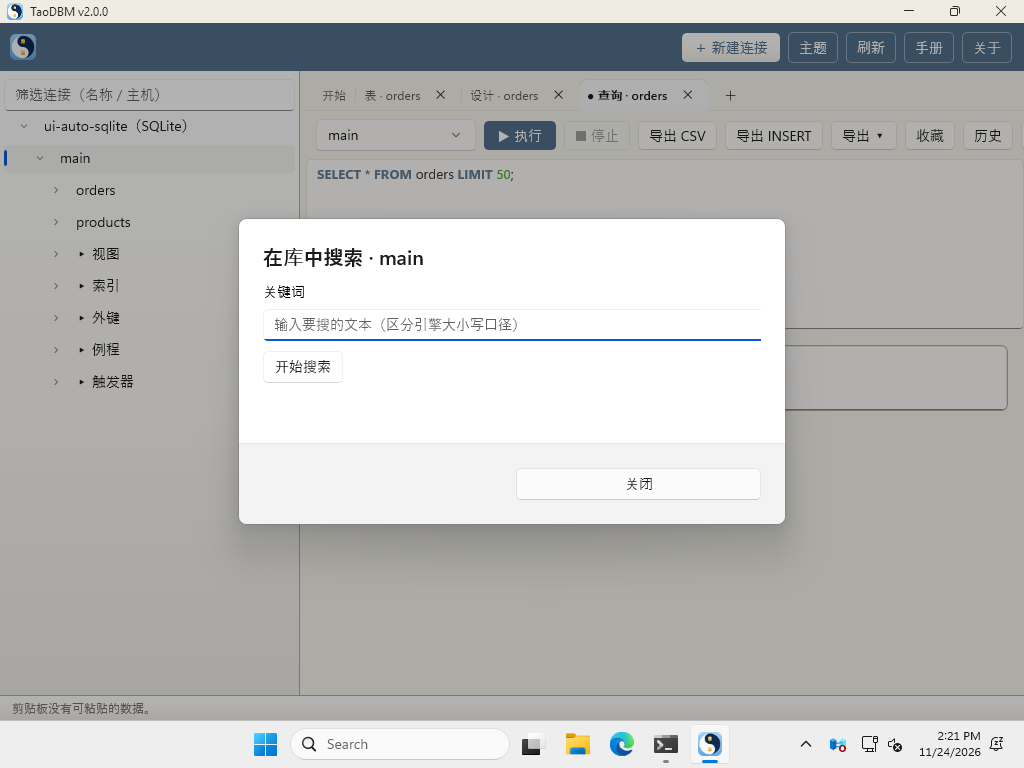 TaoDBM v2.0.0
＋ 新建连接
主题
刷新
手册
关于
筛选连接（名称 / 主机）
开始
表 · orders
设计 · orders
● 查询 · orders
ui-auto-sqlite（SQLite）
main
orders
products
▸ 视图
▸ 索引
▸ 外键
▸ 例程
▸ 触发器
main
▶ 执行
■ 停止
导出 CSV
导出 INSERT
导出 ▾
收藏
历史
SELECT * FROM orders LIMIT 50;
在库中搜索 · main
关键词
输入要搜的文本（区分引擎大小写口径）
开始搜索
关闭
剪贴板没有可粘贴的数据。
Search
2:21 PM
11/24/2026